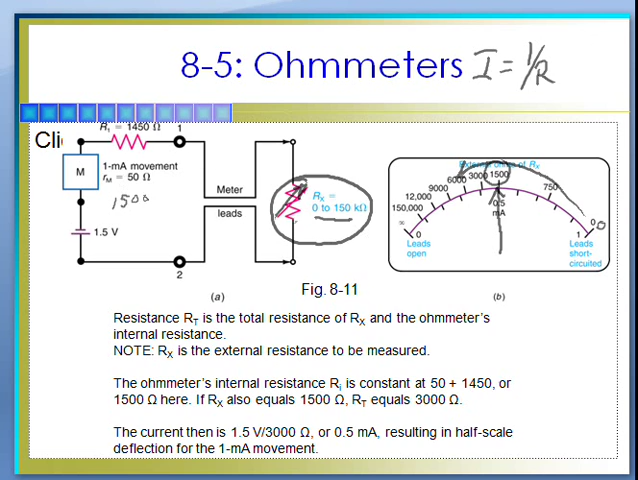 8-5: Ohmmeters I = 1/R
Cli
R₁ = 1450 Ω
1
M
1-mA movement
rM = 50 Ω
1500
1.5 V
2
Meter
leads
Rx =
0 to 150 kΩ
150,000 12,000 9000 6000 3000 1500 750 0 0
∞
0.5
mA
0 1
Leads
open
Leads
short-
circuited
(a)
Fig. 8-11
(b)
Resistance RT is the total resistance of RX and the ohmmeter's
internal resistance.
NOTE: RX is the external resistance to be measured.
The ohmmeter's internal resistance Ri is constant at 50 + 1450, or
1500 Ω here. If RX also equals 1500 Ω, RT equals 3000 Ω.
The current then is 1.5 V/3000 Ω, or 0.5 mA, resulting in half-scale
deflection for the 1-mA movement.